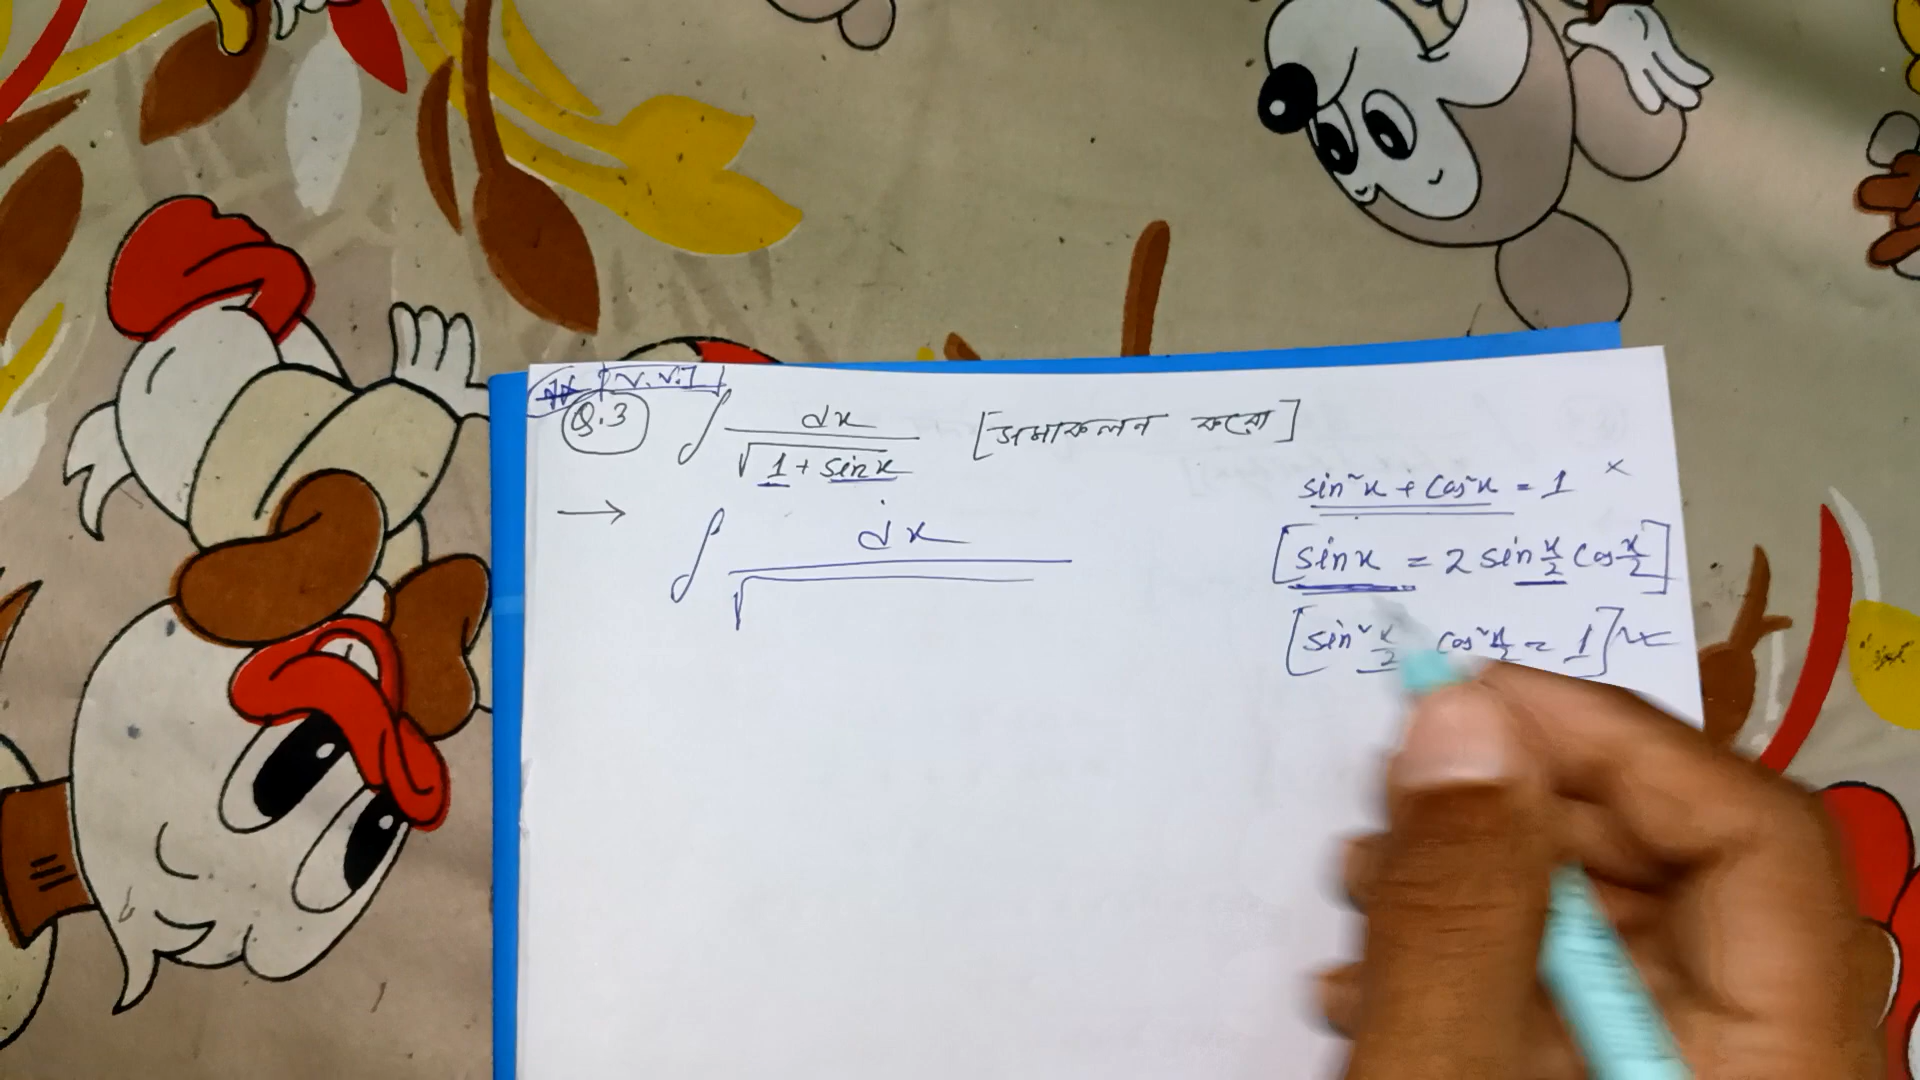 [V.V.I]
Q.3 ∫ dx / √(1 + sinx) [সমাকলন করো]
→ ∫ dx / √
sin²x + cos²x = 1 ×
[sinx = 2 sin x/2 cos x/2]
[sin² x/2 cos² x/2 = 1]